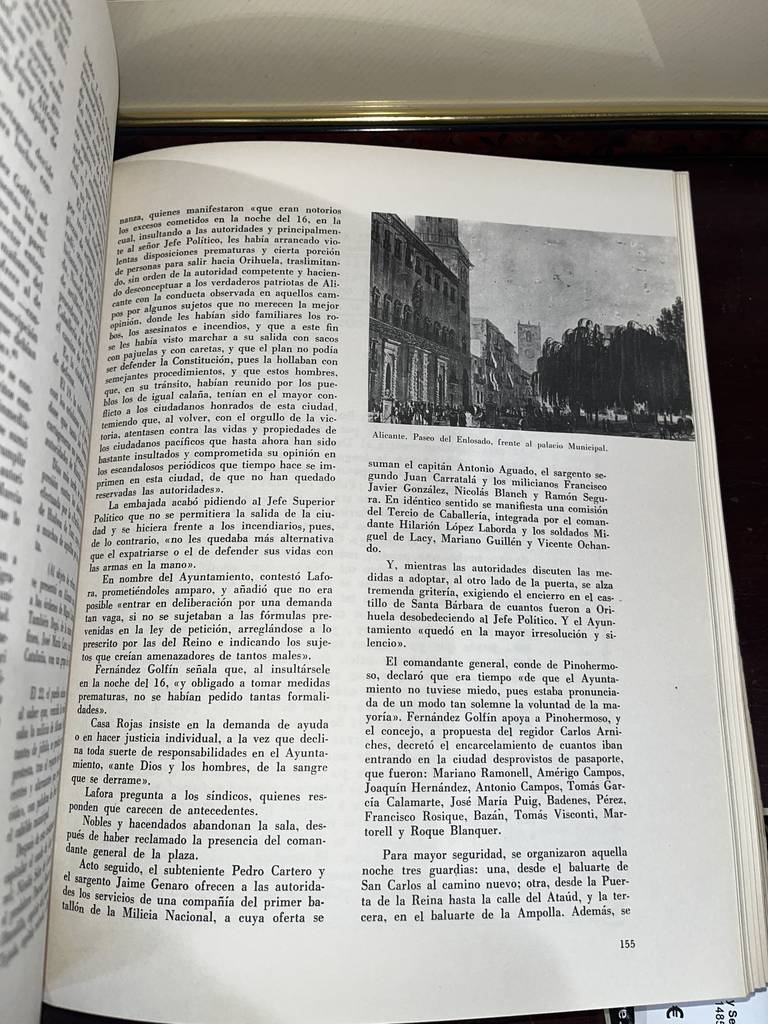 nanza, quienes manifestaron «que eran notorios
los excesos cometidos en la noche del 16, en la
cual, insultando a las autoridades y principalmen-
te al señor Jefe Político, les había arrancado vio-
lentas disposiciones prematuras y cierta porción
de personas para salir hacia Orihuela, traslimitan-
do, sin orden de la autoridad competente y hacien-
do desconceptuar a los verdaderos patriotas de Ali-
cante con la conducta observada en aquellos cam-
pos por algunos sujetos que no merecen la mejor
opinión, donde les habían sido familiares los ro-
bos, los asesinatos e incendios, y que a este fin
se les había visto marchar a su salida con sacos
con pajuelas y con caretas, y que el plan no podía
ser defender la Constitución, pues la hollaban con
semejantes procedimientos, y que estos hombres,
que, en su tránsito, habían reunido por los pue-
blos los de igual calaña, tenían en el mayor con-
flicto a los ciudadanos honrados de esta ciudad,
temiendo que, al volver, con el orgullo de la vic-
toria, atentasen contra las vidas y propiedades de
los ciudadanos pacíficos que hasta ahora han sido
bastante insultados y comprometida su opinión en
los escandalosos periódicos que tiempo hace se im-
primen en esta ciudad, de que no han quedado
reservadas las autoridades».
La embajada acabó pidiendo al Jefe Superior
Político que no se permitiera la salida de la ciu-
dad y se hiciera frente a los incendiarios, pues,
de lo contrario, «no les quedaba más alternativa
que el expatriarse o el de defender sus vidas con
las armas en la mano».
En nombre del Ayuntamiento, contestó Lafo-
ra, prometiéndoles amparo, y añadió que no era
posible «entrar en deliberación por una demanda
tan vaga, si no se sujetaban a las fórmulas pre-
venidas en la ley de petición, arreglándose a lo
prescrito por las del Reino e indicando los suje-
tos que creían amenazadores de tantos males».
Fernández Golfín señala que, al insultársele
en la noche del 16, «y obligado a tomar medidas
prematuras, no se habían pedido tantas formali-
dades».
Casa Rojas insiste en la demanda de ayuda
o en hacer justicia individual, a la vez que decli-
na toda suerte de responsabilidades en el Ayunta-
miento, «ante Dios y los hombres, de la sangre
que se derrame».
Lafora pregunta a los síndicos, quienes res-
ponden que carecen de antecedentes.
Nobles y hacendados abandonan la sala, des-
pués de haber reclamado la presencia del coman-
dante general de la plaza.
Acto seguido, el subteniente Pedro Cartero y
el sargento Jaime Genaro ofrecen a las autorida-
des los servicios de una compañía del primer ba-
tallón de la Milicia Nacional, a cuya oferta se
Alicante. Paseo del Enlosado, frente al palacio Municipal.
suman el capitán Antonio Aguado, el sargento se-
gundo Juan Carratalá y los milicianos Francisco
Javier González, Nicolás Blanch y Ramón Segu-
ra. En idéntico sentido se manifiesta una comisión
del Tercio de Caballería, integrada por el coman-
dante Hilarión López Laborda y los soldados Mi-
guel de Lacy, Mariano Guillén y Vicente Ochan-
do.
Y, mientras las autoridades discuten las me-
didas a adoptar, al otro lado de la puerta, se alza
tremenda gritería, exigiendo el encierro en el cas-
tillo de Santa Bárbara de cuantos fueron a Ori-
huela desobedeciendo al Jefe Político. Y el Ayun-
tamiento «quedó en la mayor irresolución y si-
lencio».
El comandante general, conde de Pinohermo-
so, declaró que era tiempo «de que el Ayunta-
miento no tuviese miedo, pues estaba pronuncia-
da de un modo tan solemne la voluntad de la ma-
yoría». Fernández Golfín apoya a Pinohermoso, y
el concejo, a propuesta del regidor Carlos Arni-
ches, decretó el encarcelamiento de cuantos iban
entrando en la ciudad desprovistos de pasaporte,
que fueron: Mariano Ramonell, Amérigo Campos,
Joaquín Hernández, Antonio Campos, Tomás Gar-
cía Calamarte, José María Puig, Badenes, Pérez,
Francisco Rosique, Bazán, Tomás Visconti, Mar-
torell y Roque Blanquer.
Para mayor seguridad, se organizaron aquella
noche tres guardias: una, desde el baluarte de
San Carlos al camino nuevo; otra, desde la Puer-
ta de la Reina hasta la calle del Ataúd, y la ter-
cera, en el baluarte de la Ampolla. Además, se
155